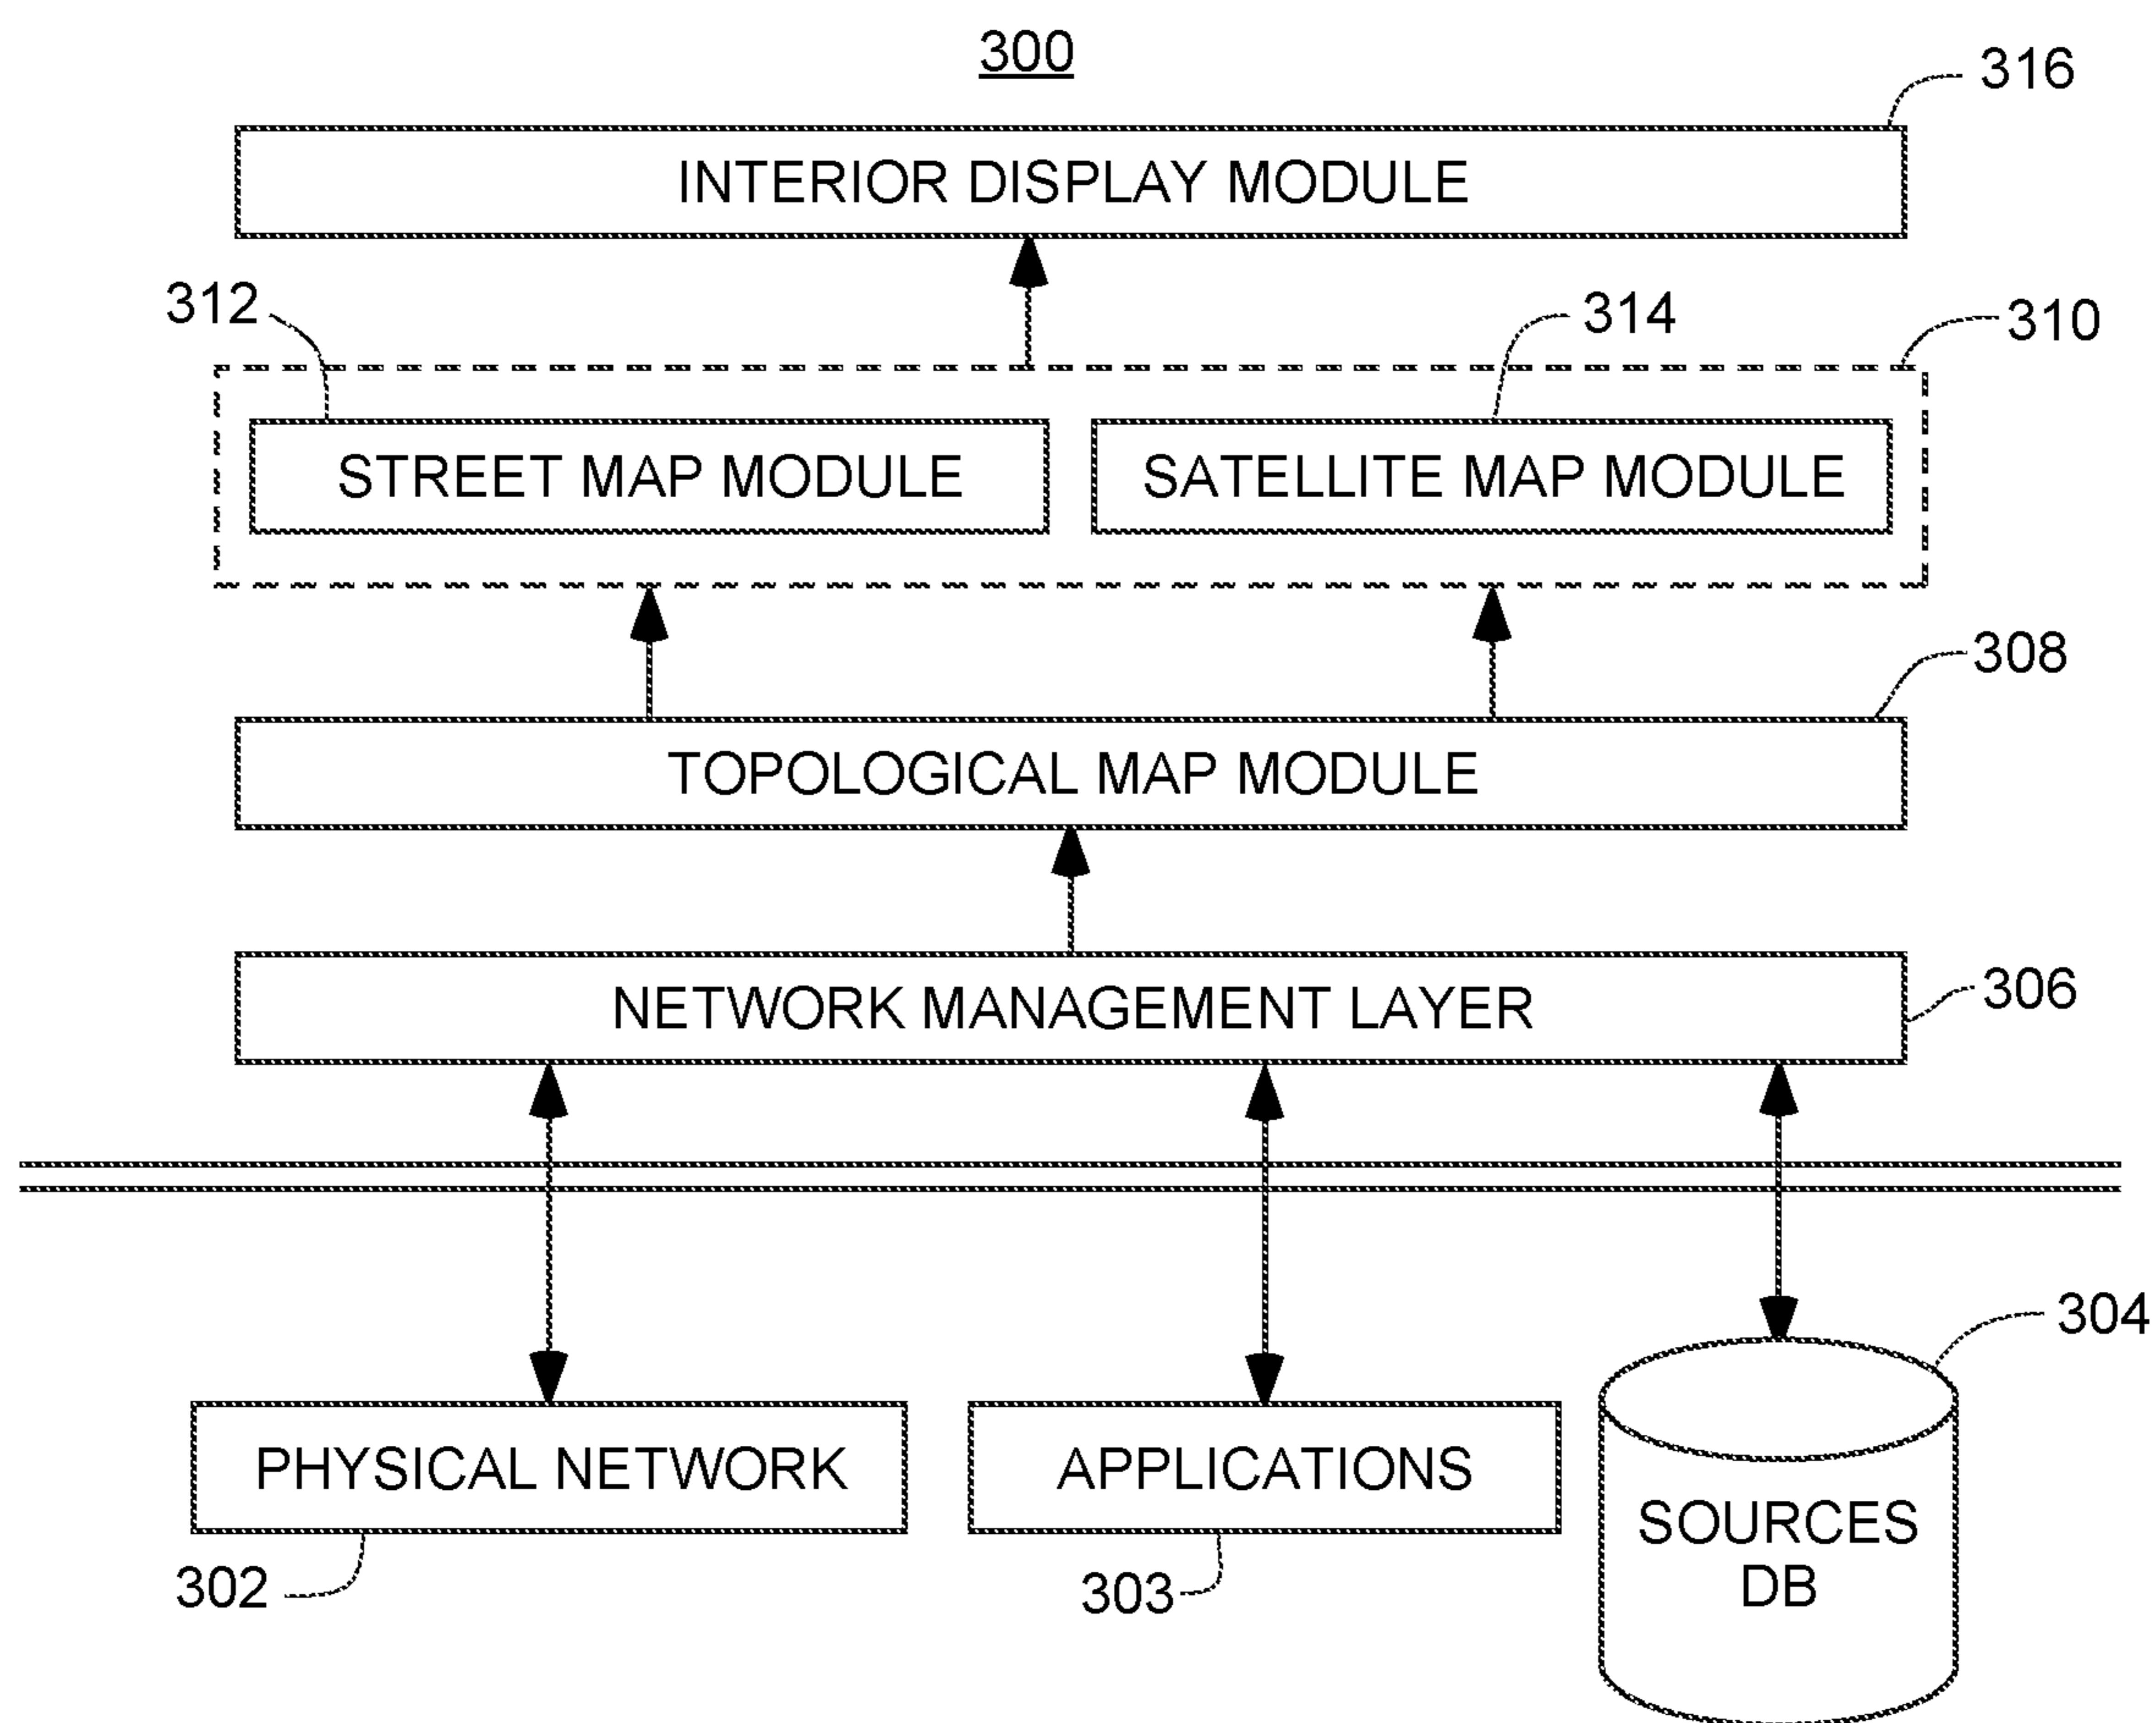 300
316
INTERIOR DISPLAY MODULE
312
314
310
STREET MAP MODULE
SATELLITE MAP MODULE
308
TOPOLOGICAL MAP MODULE
NETWORK MANAGEMENT LAYER
306
304
PHYSICAL NETWORK
APPLICATIONS
SOURCES
DB
302
303